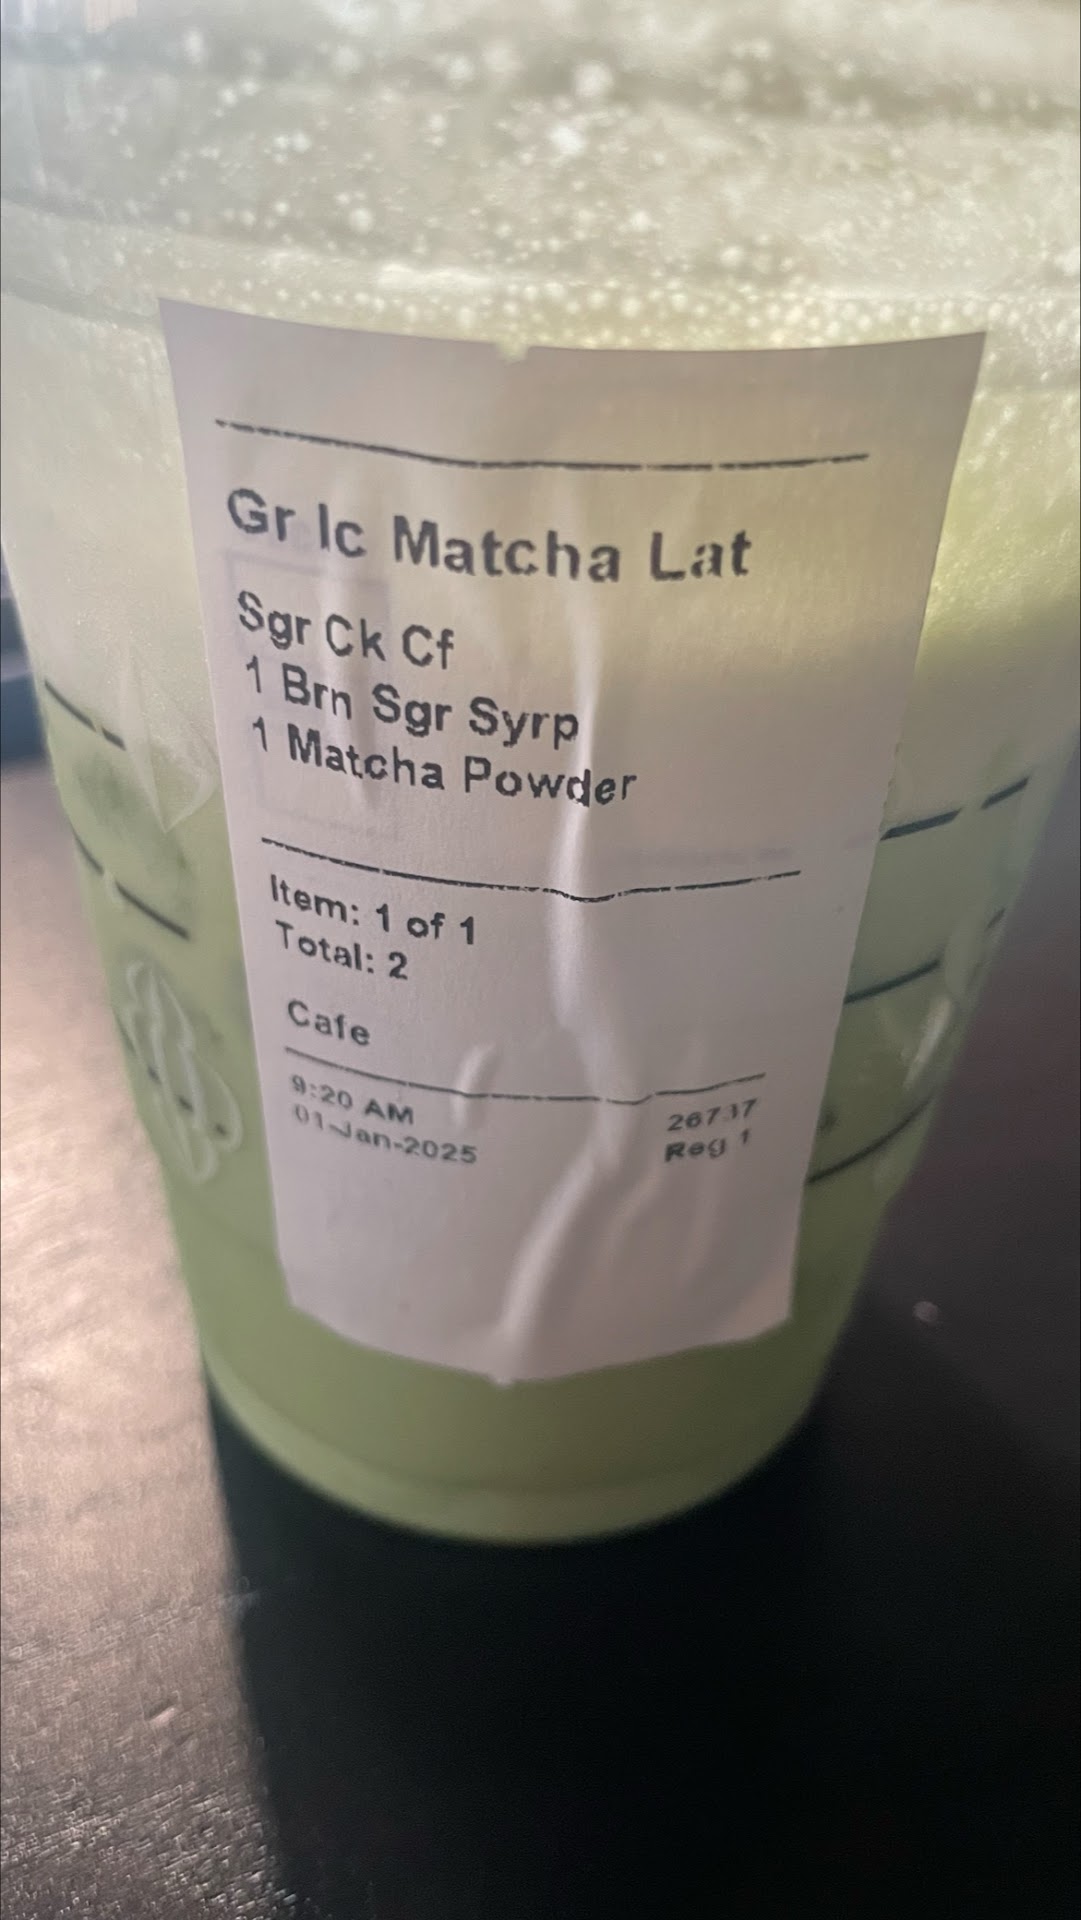 Gr Ic Matcha Lat
Sgr Ck Cf
1 Brn Sgr Syrp
1 Matcha Powder
Item: 1 of 1
Total: 2
Cafe
9:20 AM
01-Jan-2025
Reg 1